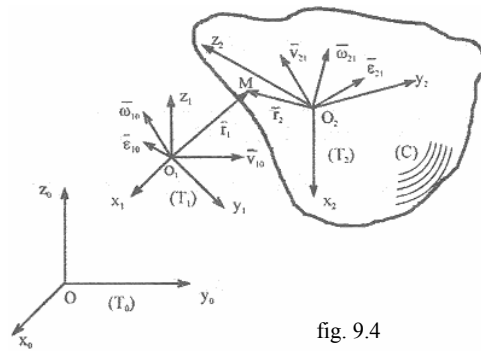 z₂
v̄₂₁
ω̄₂₁
ε̄₂₁
y₂
M
z₁
ω̄₁₀
ε̄₁₀
r̄₁
r̄₂
O₂
O₁
v̄₁₀
(T₂)
(C)
x₁
(T₁)
y₁
x₂
z₀
O
(T₀)
y₀
x₀
fig. 9.4